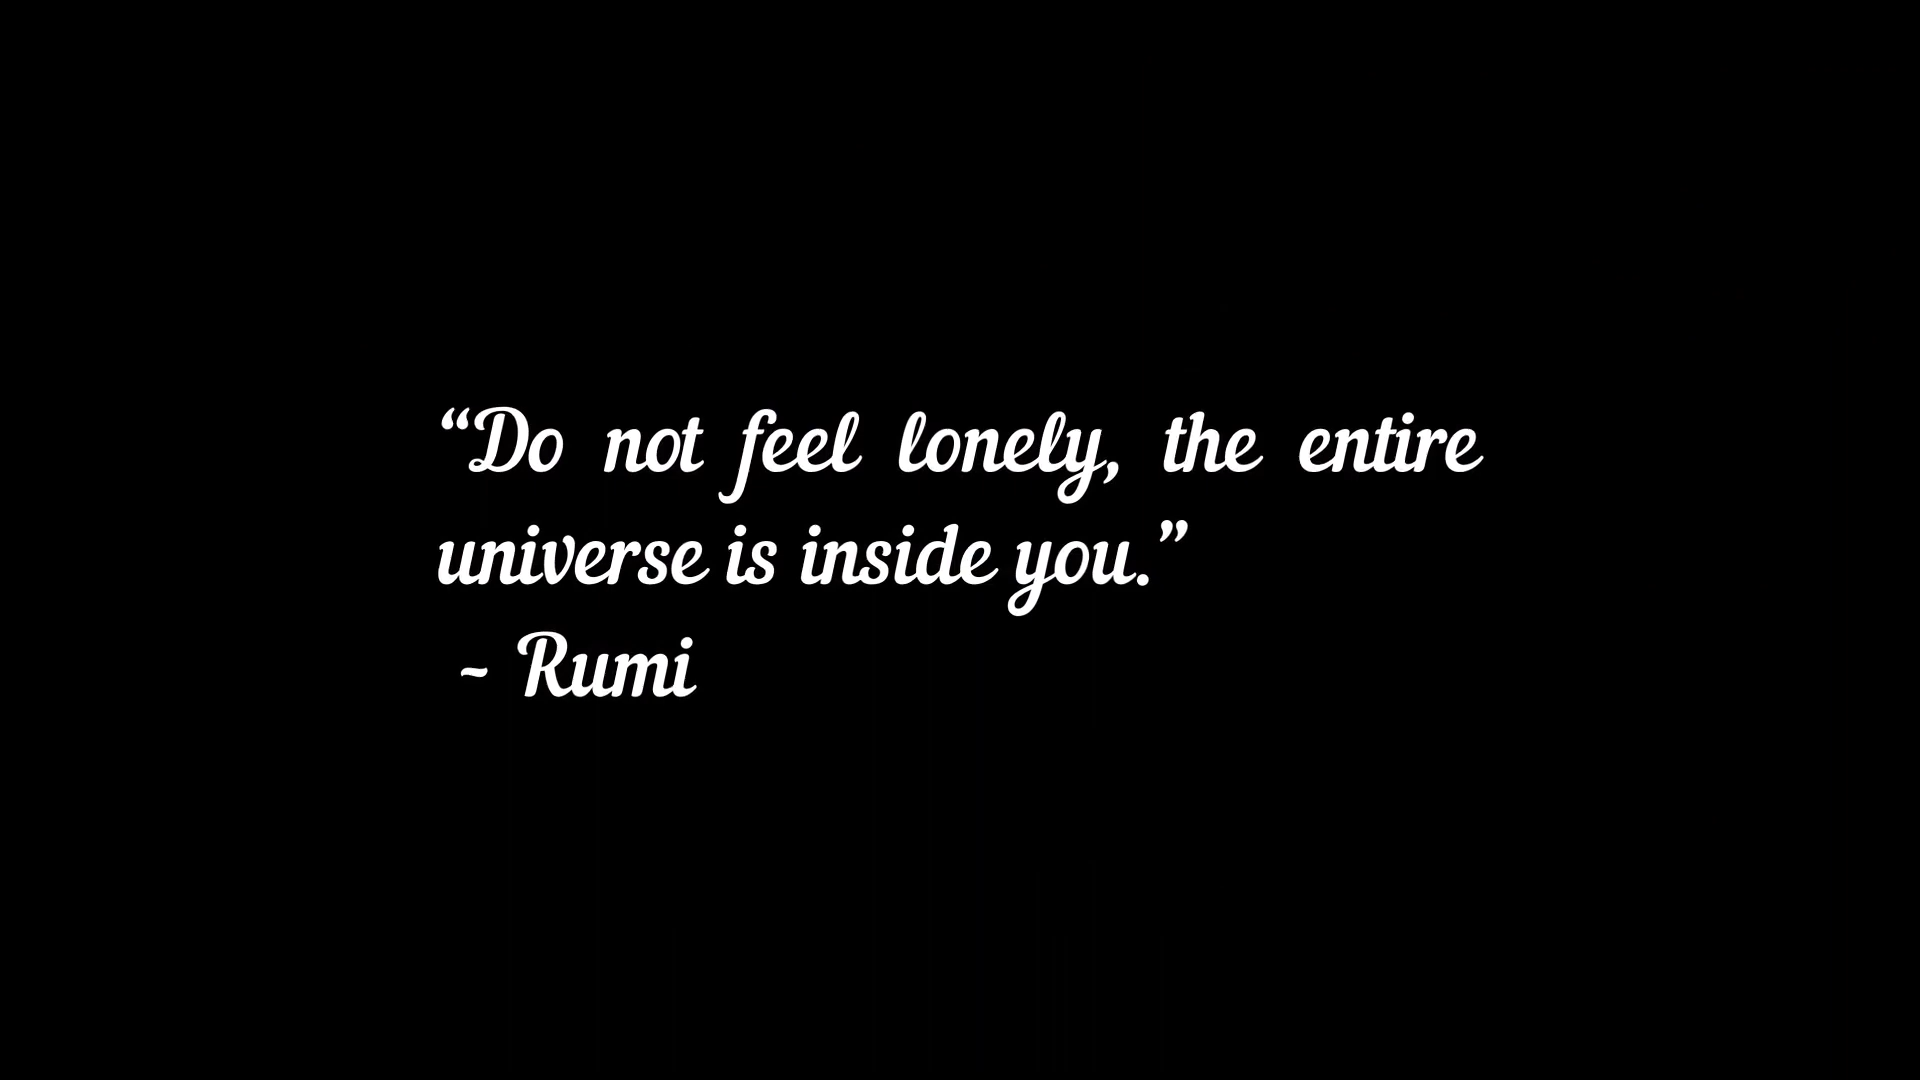 “Do not feel lonely, the entire
universe is inside you.”
~ Rumi